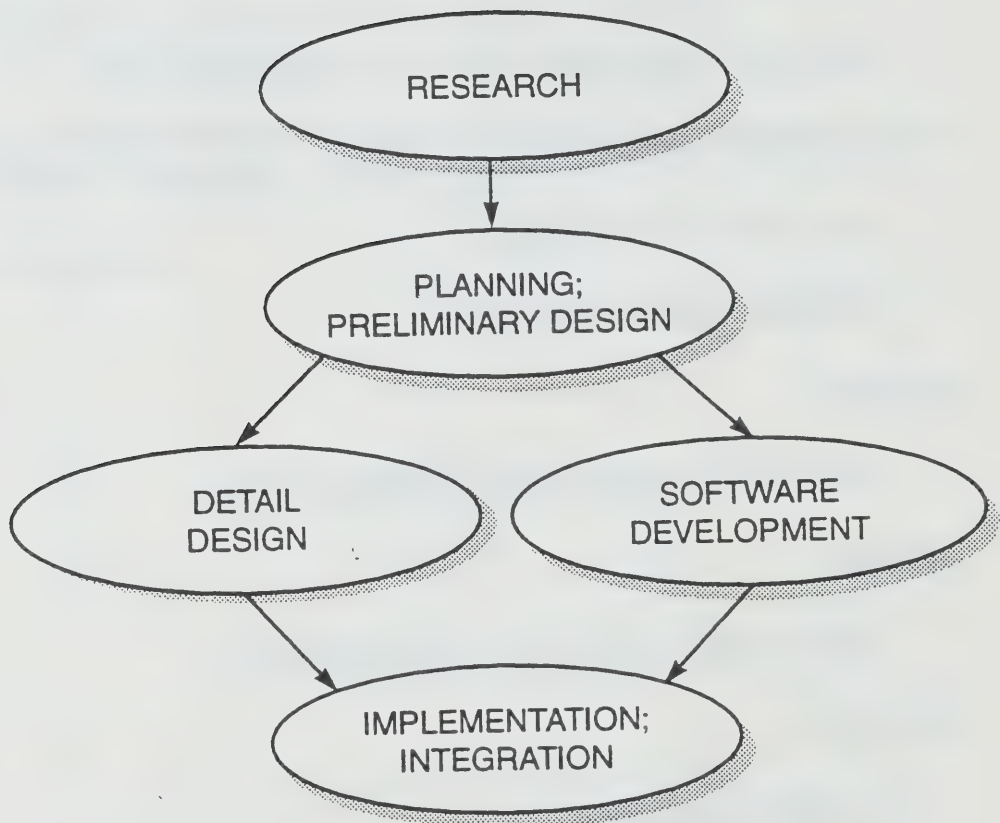 RESEARCH
PLANNING;
PRELIMINARY DESIGN
DETAIL
DESIGN
SOFTWARE
DEVELOPMENT
IMPLEMENTATION;
INTEGRATION